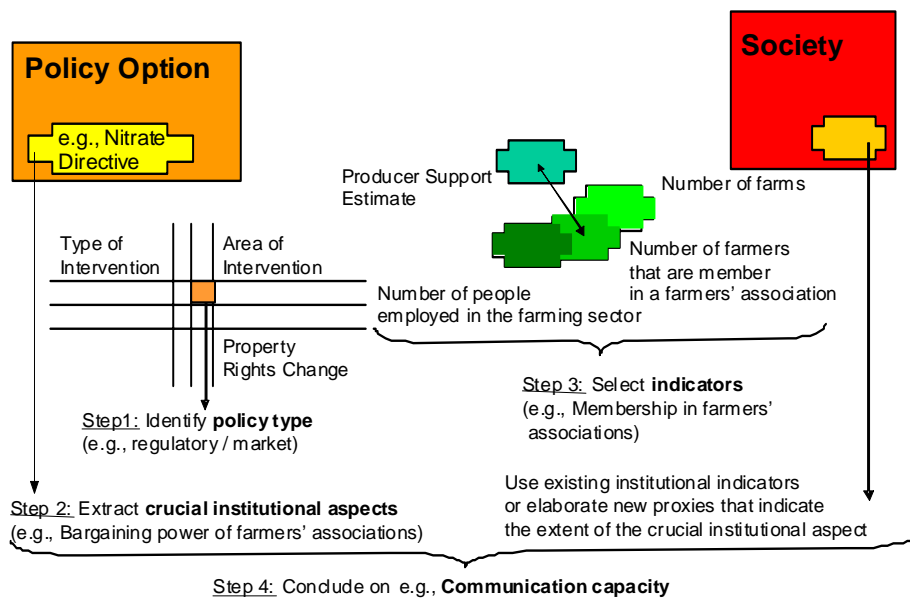 Policy Option
e.g., Nitrate
Directive
Society
Producer Support
Estimate
Number of farms
Number of farmers
that are member
in a farmers' association
Number of people
employed in the farming sector
Type of
Intervention
Area of
Intervention
Property
Rights Change
Step1: Identify policy type
(e.g., regulatory / market)
Step 3: Select indicators
(e.g., Membership in farmers'
associations)
Step 2: Extract crucial institutional aspects
(e.g., Bargaining power of farmers' associations)
Use existing institutional indicators
or elaborate new proxies that indicate
the extent of the crucial institutional aspect
Step 4: Conclude on e.g., Communication capacity